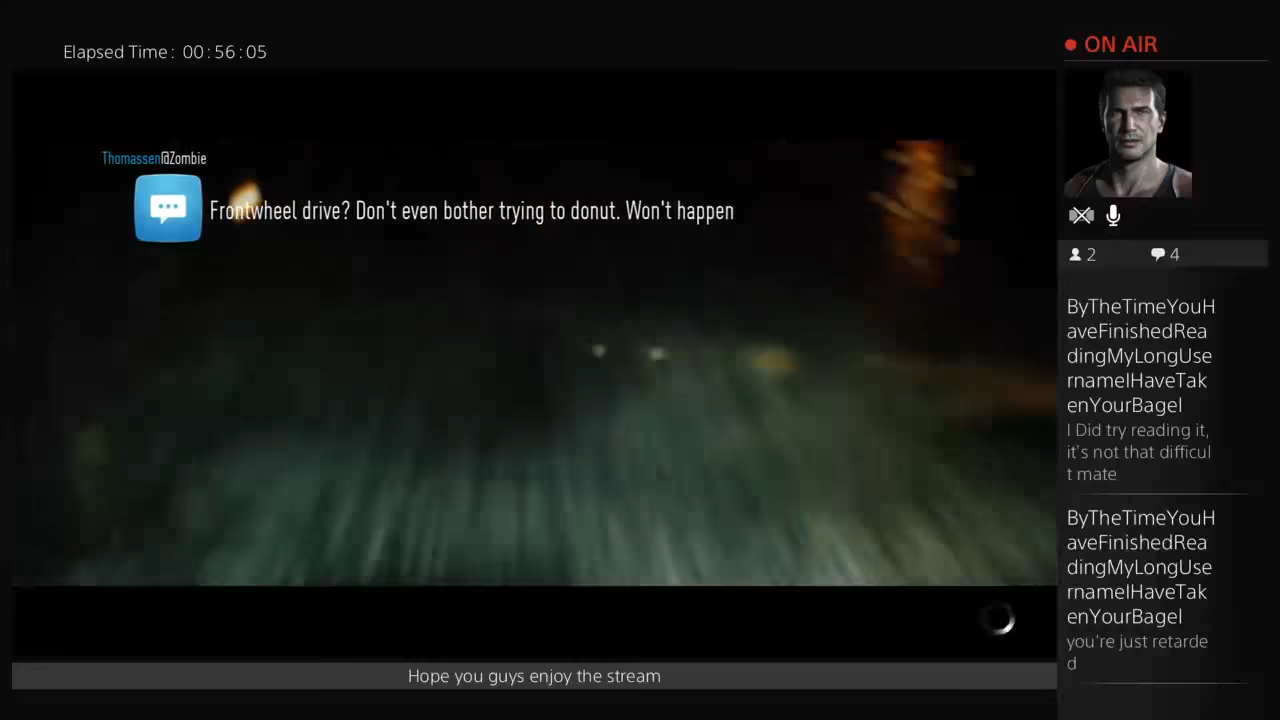 Elapsed Time: 00:56:05
ON AIR
Thomassen@Zombie
Frontwheel drive? Don't even bother trying to donut. Won't happen
2
4
ByTheTimeYouH
aveFinishedRea
dingMyLongUse
rnameIHaveTak
enYourBagel
I Did try reading it,
it's not that difficul
t mate
ByTheTimeYouH
aveFinishedRea
dingMyLongUse
rnameIHaveTak
enYourBagel
you're just retarde
d
Hope you guys enjoy the stream